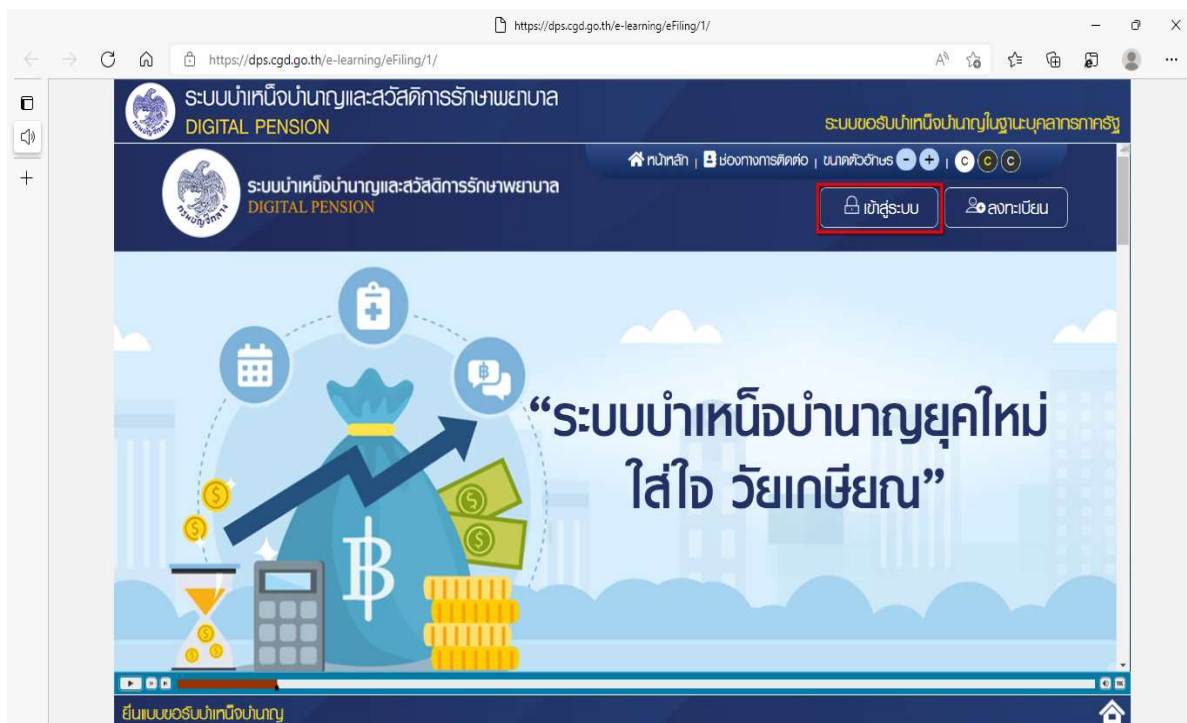 https://dps.cgd.go.th/e-learning/eFiling/1/
https://dps.cgd.go.th/e-learning/eFiling/1/
ระบบบำเหน็จบำนาญและสวัสดิการรักษาพยาบาล
DIGITAL PENSION
ระบบขอรับบำเหน็จบำนาญในฐานะบุคลากรภาครัฐ
หน้าหลัก | ช่องทางการติดต่อ | ขนาดตัวอักษร - + | C C C
ระบบบำเหน็จบำนาญและสวัสดิการรักษาพยาบาล
DIGITAL PENSION
กรมบัญชีกลาง
เข้าสู่ระบบ
ลงทะเบียน
“ระบบบำเหน็จบำนาญยุคใหม่
ใส่ใจ วัยเกษียณ”
ยื่นแบบขอรับบำเหน็จบำนาญ